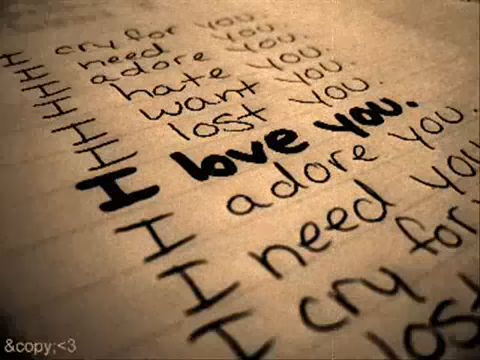 I cry for you.
I need you.
I adore you.
I hate you.
I want you.
I lost you.
I love you.
I adore you.
I need you
I cry for
lost
&copy;<3